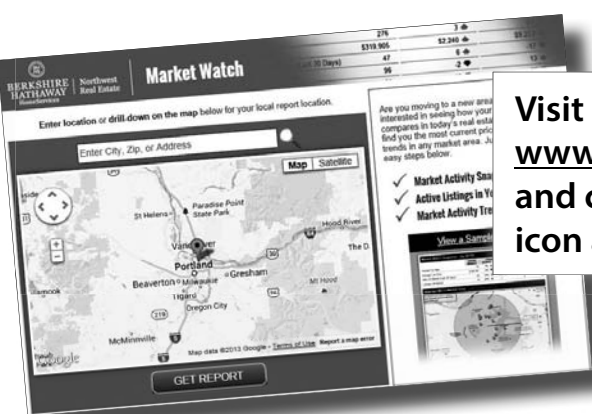 276
3
$319,905
$2,240
47
6
96
-2
BERKSHIRE
HATHAWAY
HomeServices
Northwest
Real Estate
Market Watch
Days)
Enter location or drill-down on the map below for your local report location.
Enter City, Zip, or Address
Map Satellite
Paradise Point
State Park
St Helens
Hood River
Vancouver
The D
Portland
Beaverton
Milwaukie
Gresham
Tigard
Mt Hood
Oregon City
219
McMinnville
Google
Map data ©2013 Google - Terms of Use Report a map error
GET REPORT
Are you moving to a new area
interested in seeing how your
compares in today's real esta
find you the most current pric
trends in any market area. Ju
easy steps below.
Market Activity Snap
Active Listings in Yo
Market Activity Tre
View a Sampl
Visit
www
and c
icon